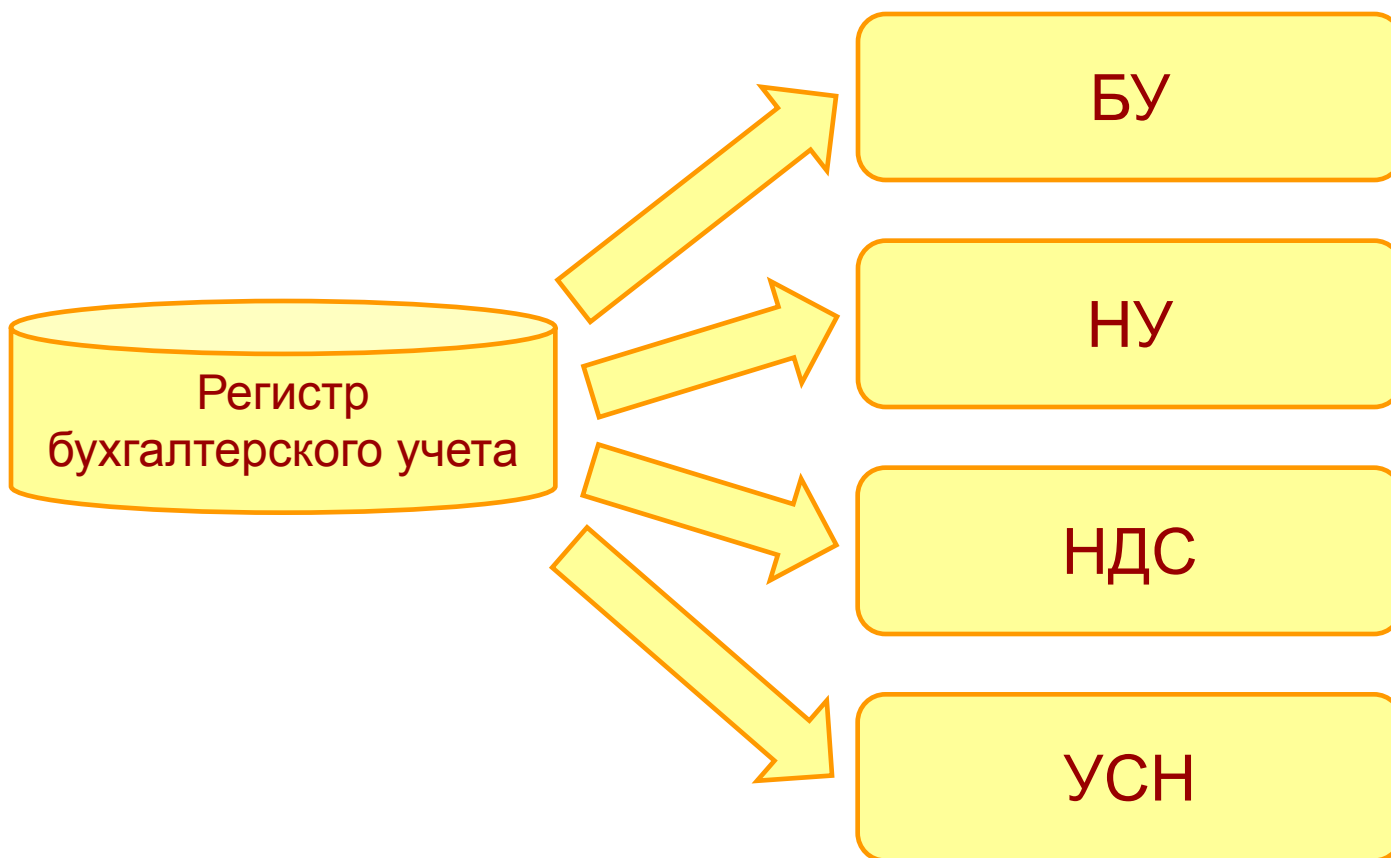 БУ
НУ
Регистр
бухгалтерского учета
НДС
УСН